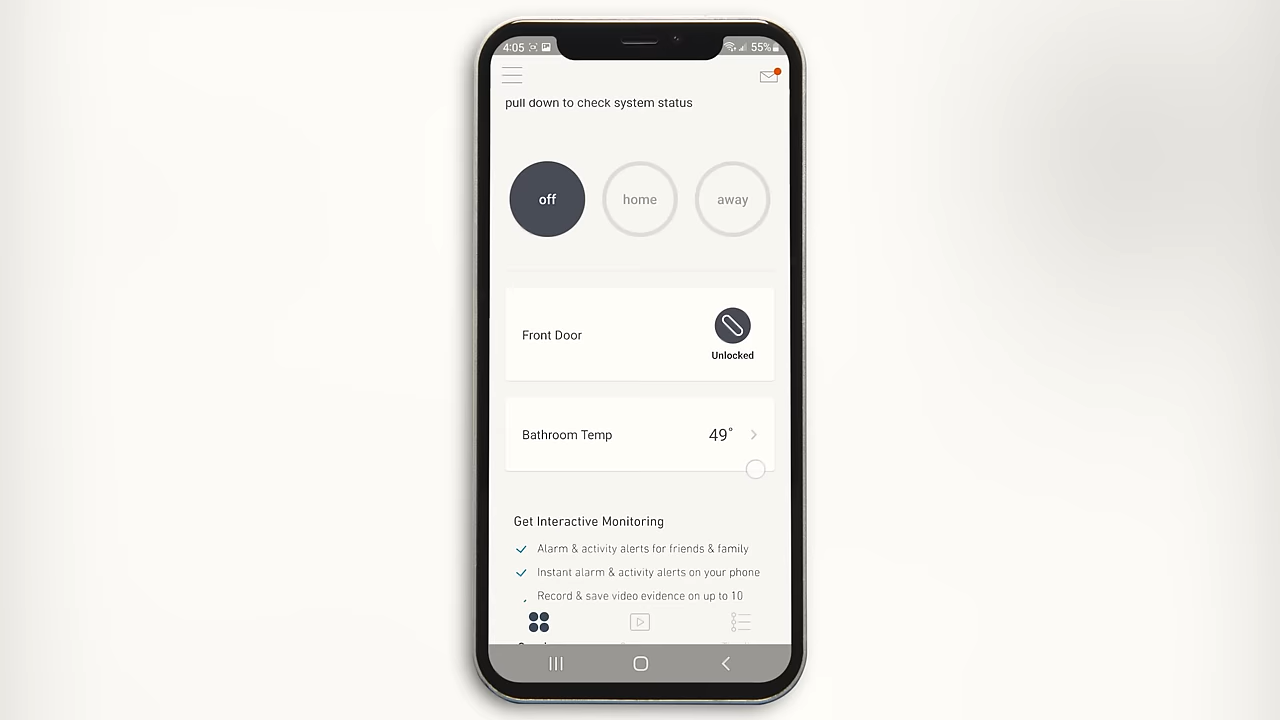 4:05 55%
pull down to check system status
off home away
Front Door
Unlocked
Bathroom Temp 49°
Get Interactive Monitoring
Alarm & activity alerts for friends & family
Instant alarm & activity alerts on your phone
Record & save video evidence on up to 10